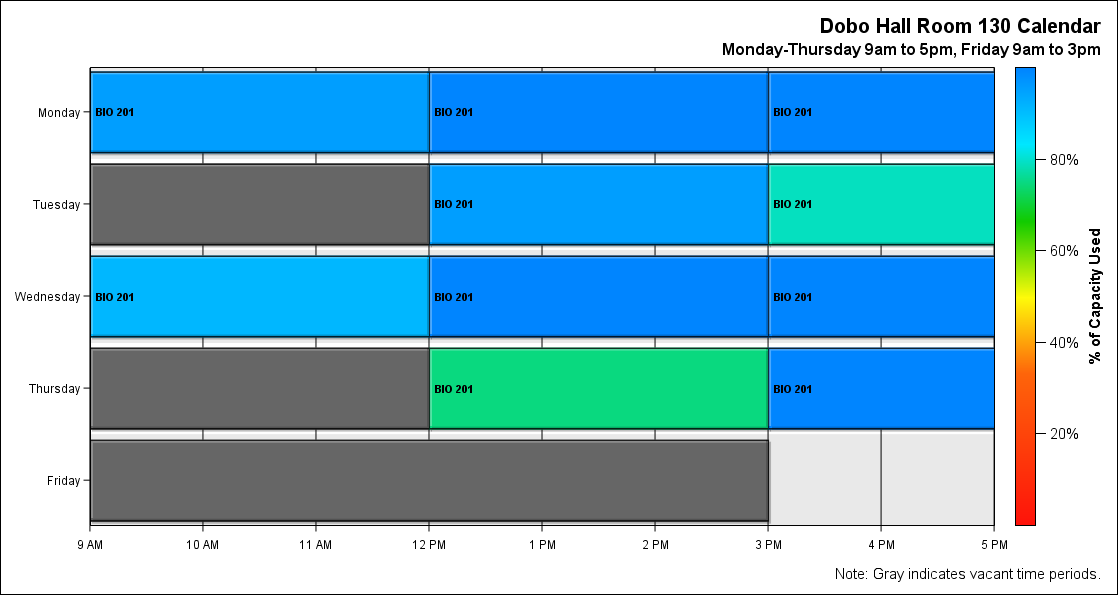 Dobo Hall Room 130 Calendar
Monday-Thursday 9am to 5pm, Friday 9am to 3pm
Monday BIO 201 BIO 201 BIO 201
Tuesday BIO 201 BIO 201
Wednesday BIO 201 BIO 201 BIO 201
Thursday BIO 201 BIO 201
Friday
9 AM 10 AM 11 AM 12 PM 1 PM 2 PM 3 PM 4 PM 5 PM
80%
60%
40%
20%
% of Capacity Used
Note: Gray indicates vacant time periods.